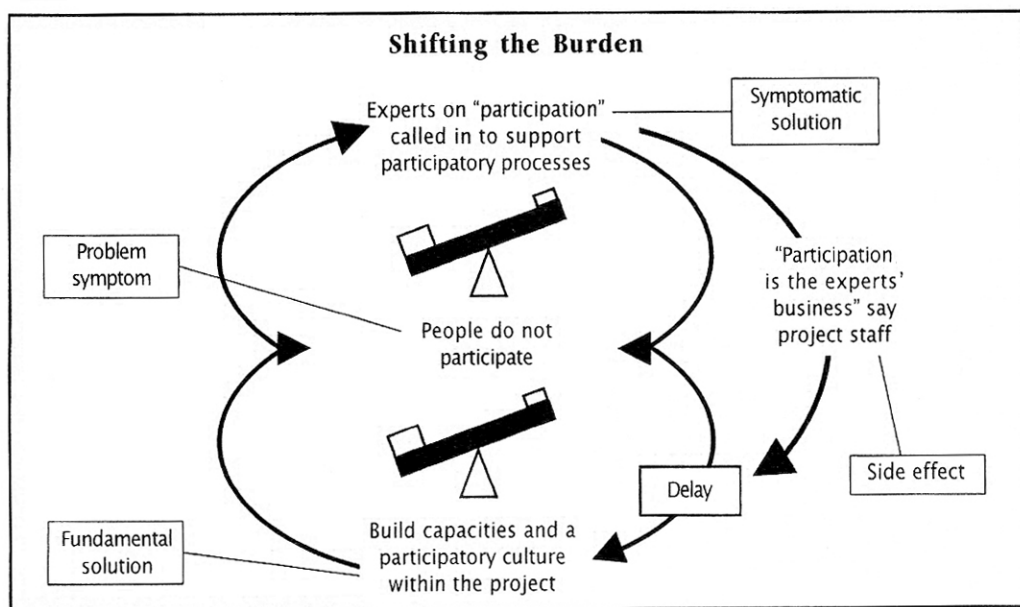 Shifting the Burden
Experts on “participation”
called in to support
participatory processes
Symptomatic
solution
Problem
symptom
“Participation
is the experts’
business” say
project staff
People do not
participate
Side effect
Delay
Fundamental
solution
Build capacities and a
participatory culture
within the project